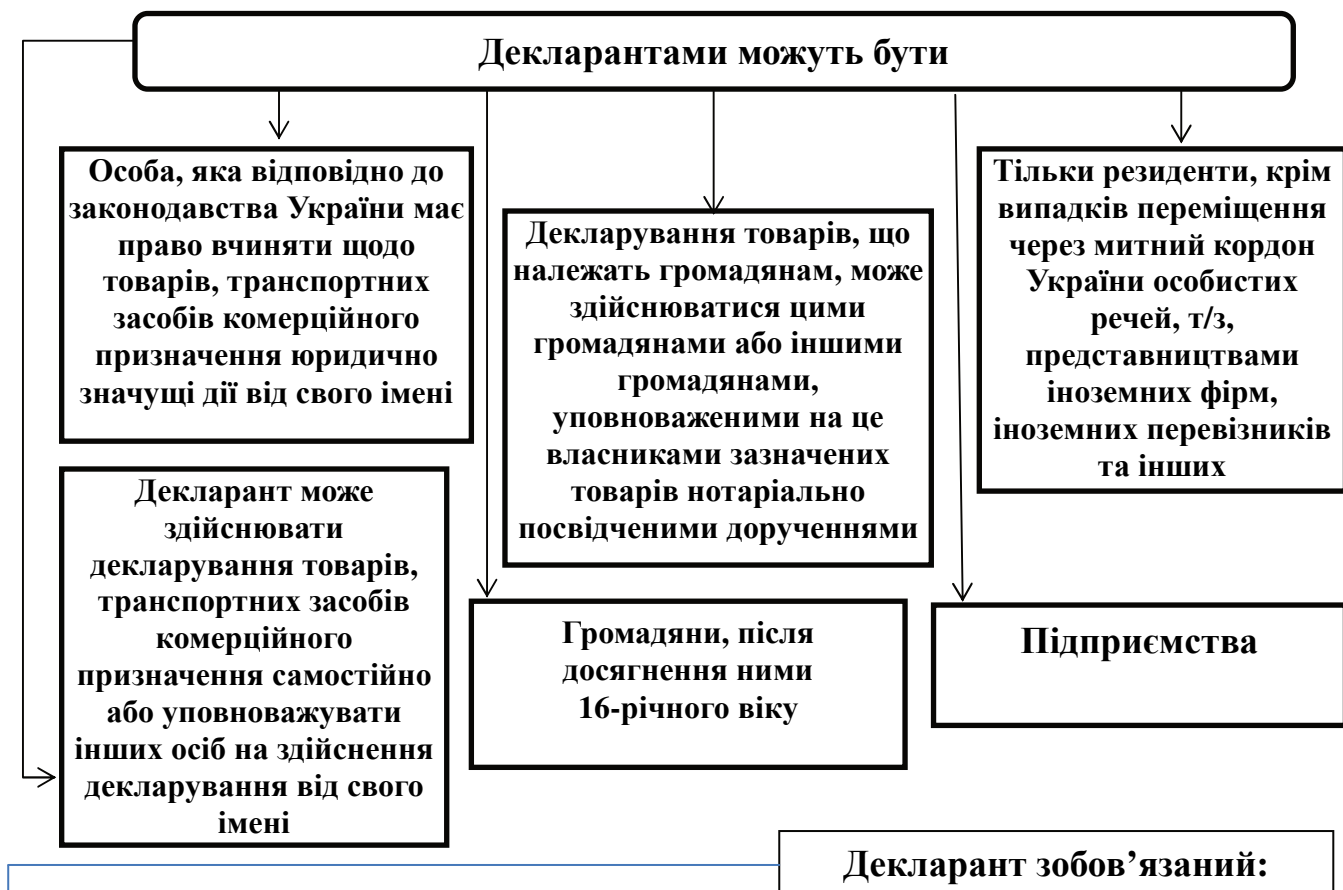 Декларантами можуть бути
Особа, яка відповідно до
законодавства України має
право вчиняти щодо
товарів, транспортних
засобів комерційного
призначення юридично
значущі дії від свого імені
Декларування товарів, що
належать громадянам, може
здійснюватися цими
громадянами або іншими
громадянами,
уповноваженими на це
власниками зазначених
товарів нотаріально
посвідченими дорученнями
Тільки резиденти, крім
випадків переміщення
через митний кордон
України особистих
речей, т/з,
представництвами
іноземних фірм,
іноземних перевізників
та інших
Декларант може
здійснювати
декларування товарів,
транспортних засобів
комерційного
призначення самостійно
або уповноважувати
інших осіб на здійснення
декларування від свого
імені
Громадяни, після
досягнення ними
16-річного віку
Підприємства
Декларант зобов’язаний: